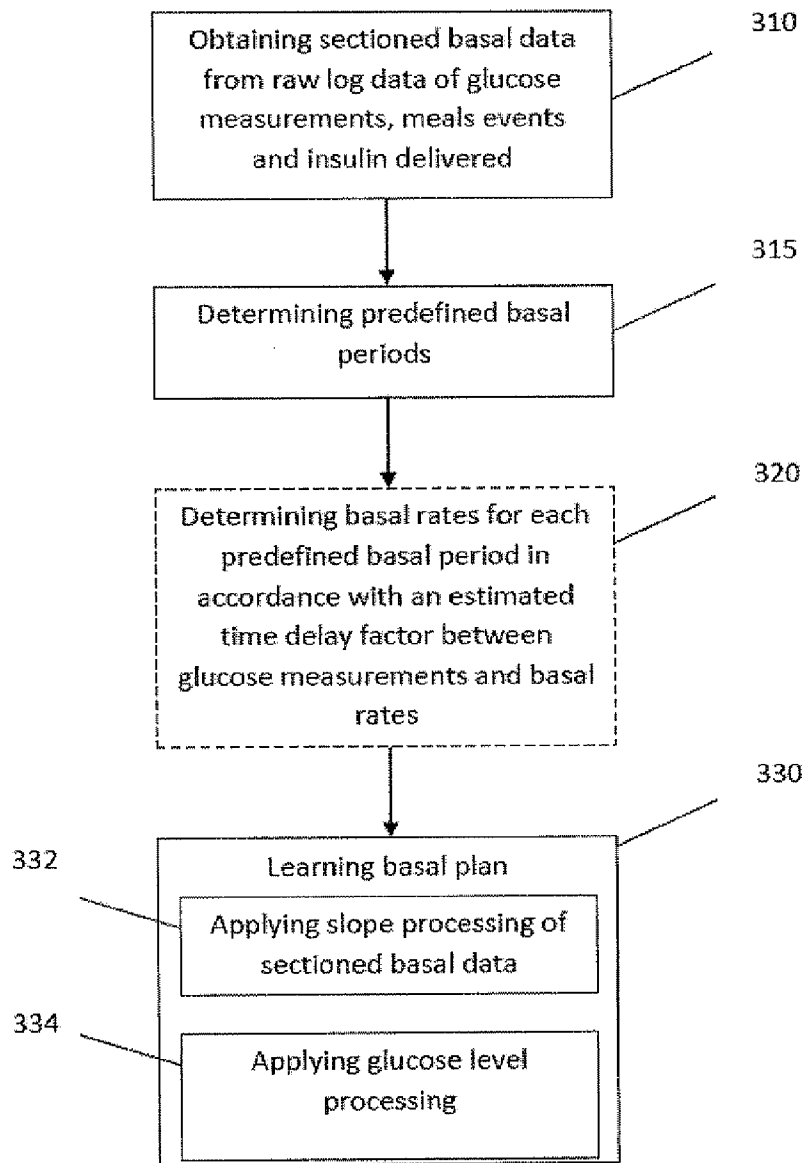 310
Obtaining sectioned basal data
from raw log data of glucose
measurements, meals events
and insulin delivered
315
Determining predefined basal
periods
320
Determining basal rates for each
predefined basal period in
accordance with an estimated
time delay factor between
glucose measurements and basal
rates
330
Learning basal plan
332
Applying slope processing of
sectioned basal data
334
Applying glucose level
processing